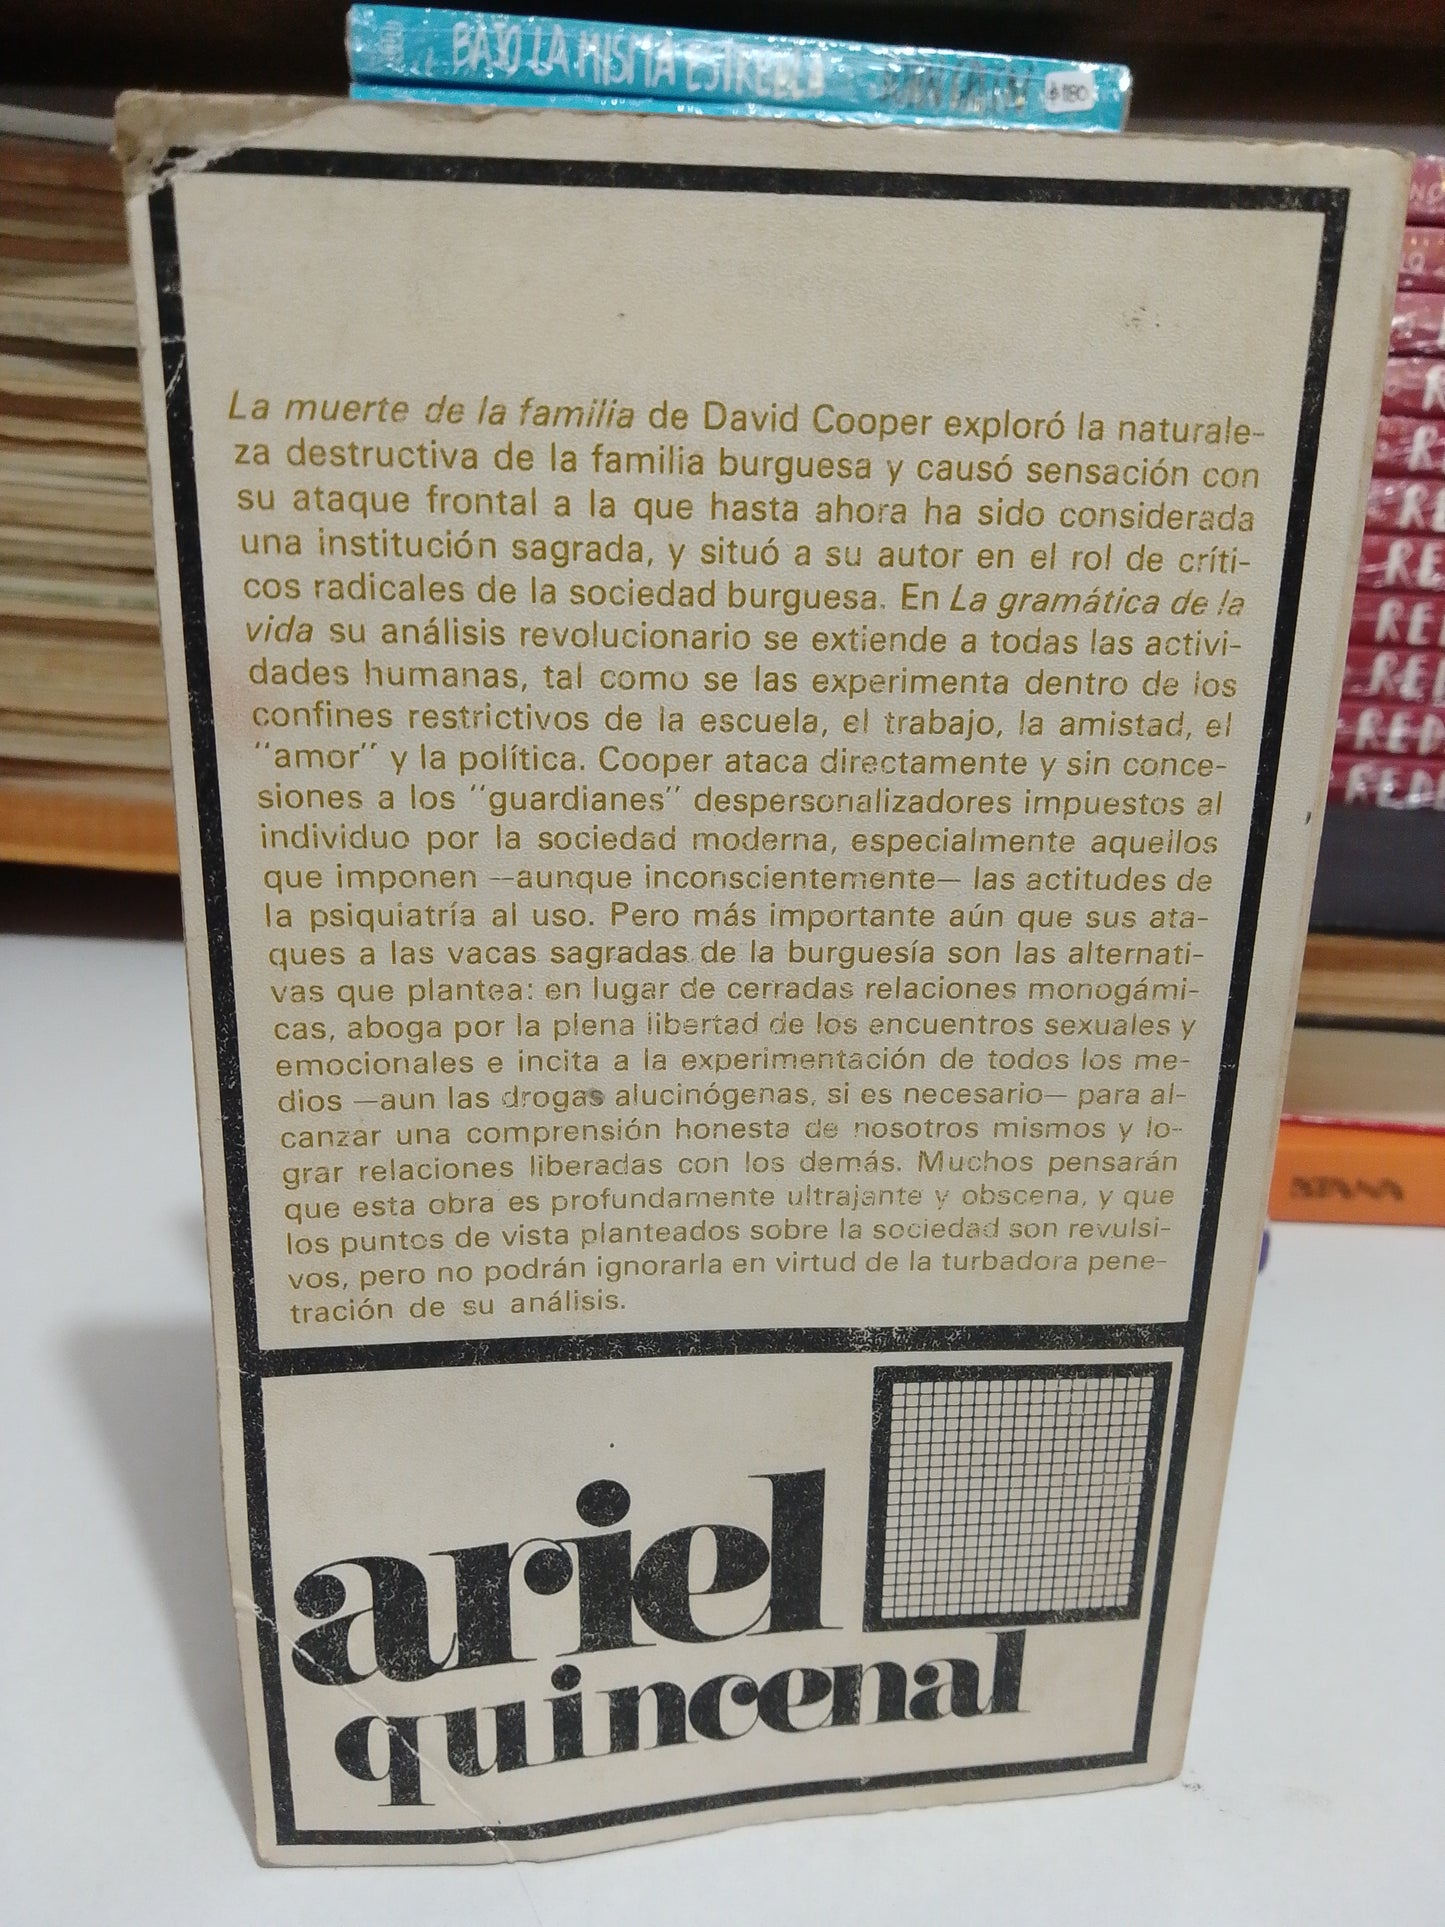 BAJO LA MISMA ESTRELLA
$180
La muerte de la familia de David Cooper exploró la naturale-
za destructiva de la familia burguesa y causó sensación con
su ataque frontal a la que hasta ahora ha sido considerada
una institución sagrada, y situó a su autor en el rol de críti-
cos radicales de la sociedad burguesa. En La gramática de la
vida su análisis revolucionario se extiende a todas las activi-
dades humanas, tal como se las experimenta dentro de los
confines restrictivos de la escuela, el trabajo, la amistad, el
"amor" y la política. Cooper ataca directamente y sin conce-
siones a los "guardianes" despersonalizadores impuestos al
individuo por la sociedad moderna, especialmente aquellos
que imponen —aunque inconscientemente— las actitudes de
la psiquiatría al uso. Pero más importante aún que sus ata-
ques a las vacas sagradas de la burguesía son las alternati-
vas que plantea: en lugar de cerradas relaciones monogámi-
cas, aboga por la plena libertad de los encuentros sexuales y
emocionales e incita a la experimentación de todos los me-
dios —aun las drogas alucinógenas, si es necesario— para al-
canzar una comprensión honesta de nosotros mismos y lo-
grar relaciones liberadas con los demás. Muchos pensarán
que esta obra es profundamente ultrajante y obscena, y que
los puntos de vista planteados sobre la sociedad son revulsi-
vos, pero no podrán ignorarla en virtud de la turbadora pene-
tración de su análisis.
ariel
quincenal